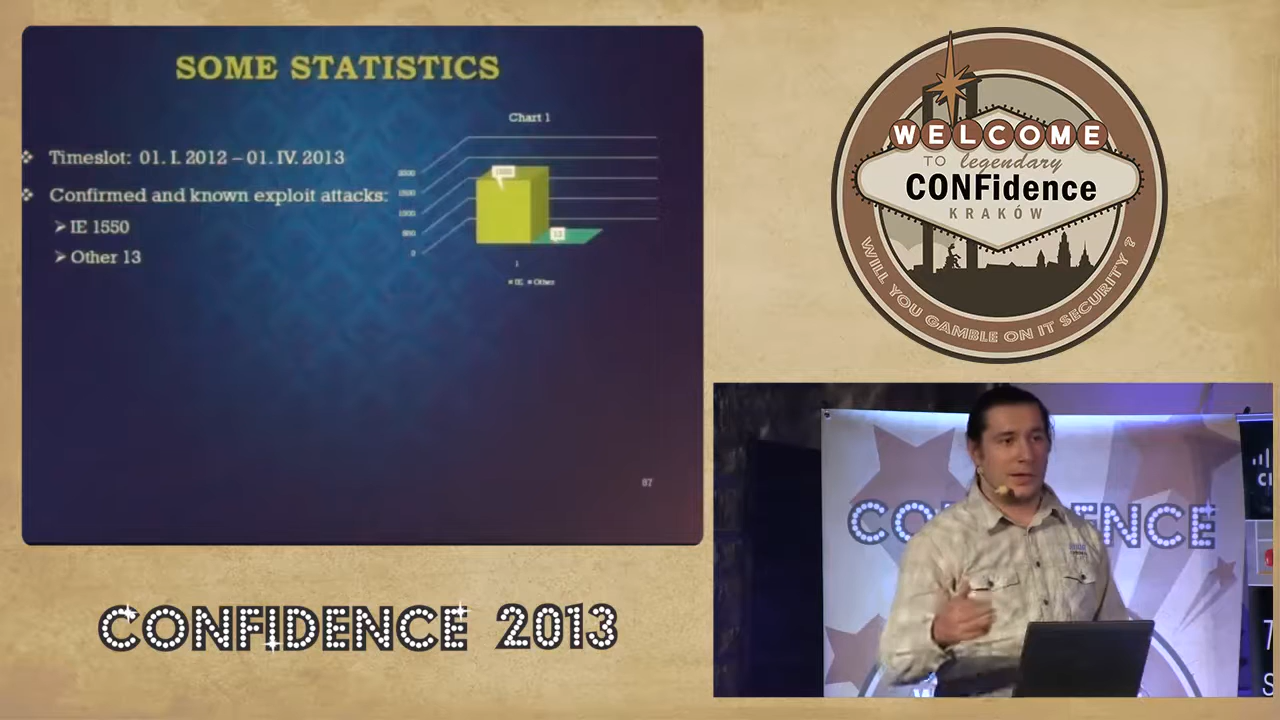 SOME STATISTICS
Timeslot: 01. I. 2012 – 01. IV. 2013
Confirmed and known exploit attacks:
IE 1550
Other 13
Chart 1
2000
1500
1000
500
0
1550
13
1
IE Other
87
WELCOME
TO legendary
CONFidence
KRAKÓW
WILL YOU GAMBLE ON IT SECURITY ?
CONFIDENCE 2013
CO ENCE